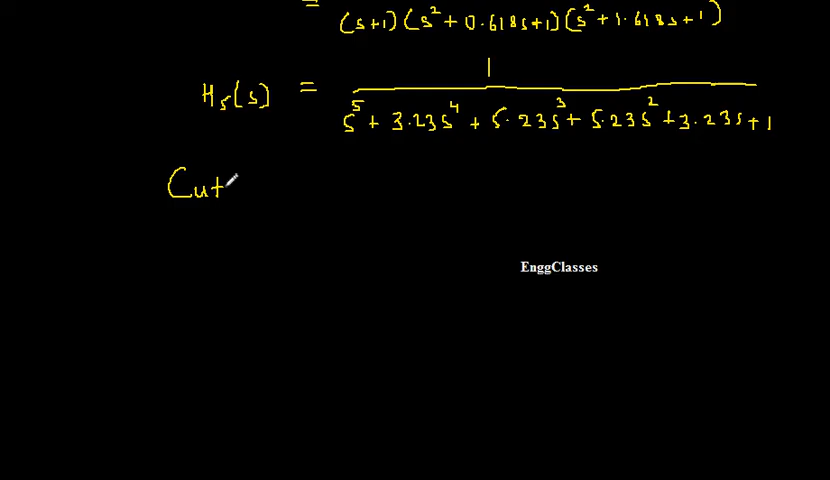 = (s+1)(s²+0.618s+1)(s²+1.618s+1)
H₅(s) = 1 / s⁵ + 3.23s⁴ + 5.23s³ + 5.23s² + 3.23s + 1
Cut
EnggClasses